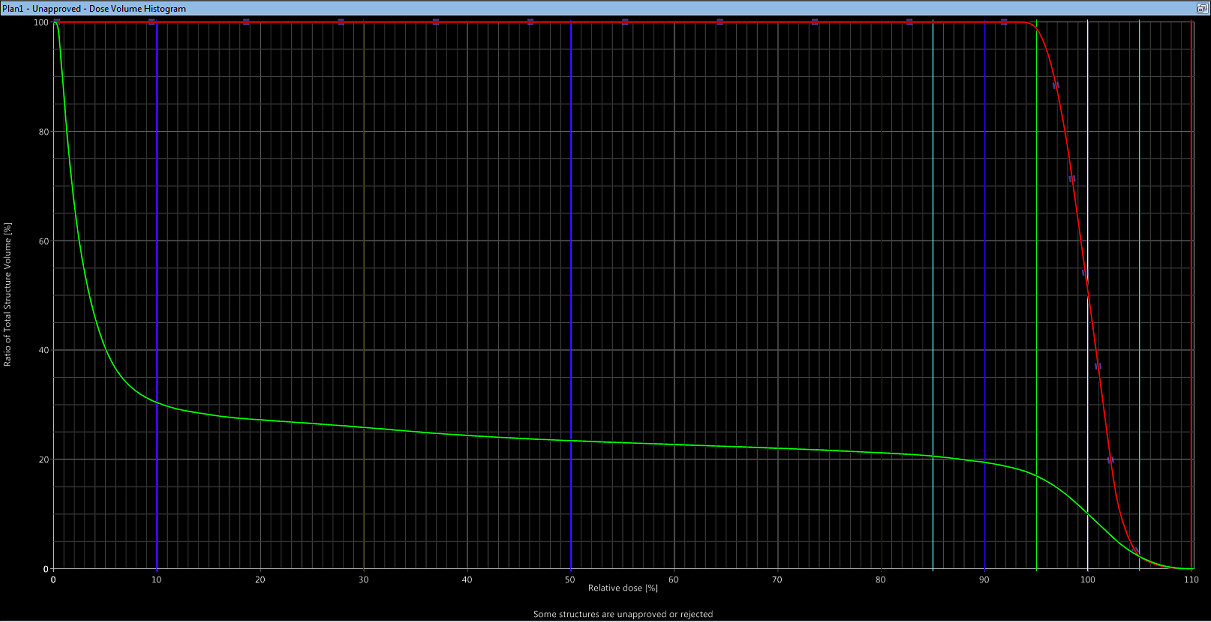 Plan1 - Unapproved - Dose Volume Histogram
100
80
60
40
20
0
Ratio of Total Structure Volume [%]
0 10 20 30 40 50 60 70 80 90 100 110
Relative dose [%]
Some structures are unapproved or rejected